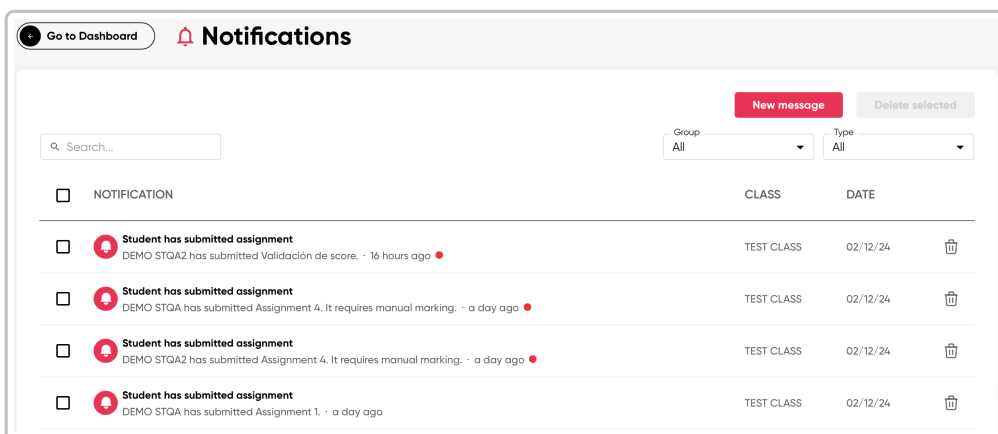 Go to Dashboard
Notifications
New message
Delete selected
Search...
Group
All
Type
All
NOTIFICATION
CLASS
DATE
Student has submitted assignment
DEMO STQA2 has submitted Validación de score. · 16 hours ago
TEST CLASS
02/12/24
Student has submitted assignment
DEMO STQA has submitted Assignment 4. It requires manual marking. · a day ago
TEST CLASS
02/12/24
Student has submitted assignment
DEMO STQA2 has submitted Assignment 4. It requires manual marking. · a day ago
TEST CLASS
02/12/24
Student has submitted assignment
DEMO STQA has submitted Assignment 1. · a day ago
TEST CLASS
02/12/24